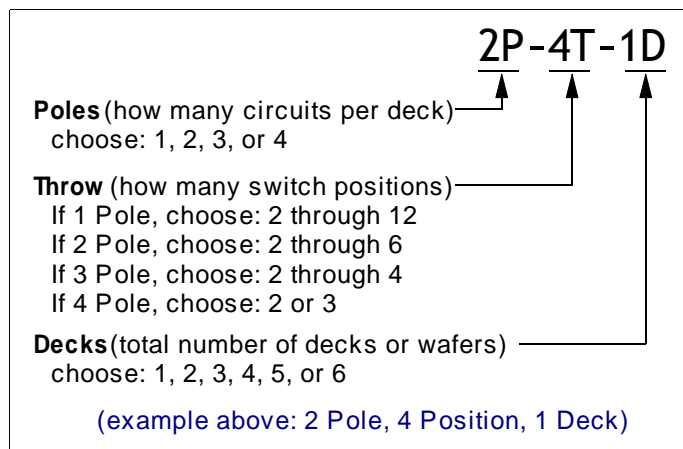 2P-4T-1D
Poles (how many circuits per deck)
choose: 1, 2, 3, or 4
Throw (how many switch positions)
If 1 Pole, choose: 2 through 12
If 2 Pole, choose: 2 through 6
If 3 Pole, choose: 2 through 4
If 4 Pole, choose: 2 or 3
Decks (total number of decks or wafers)
choose: 1, 2, 3, 4, 5, or 6
(example above: 2 Pole, 4 Position, 1 Deck)